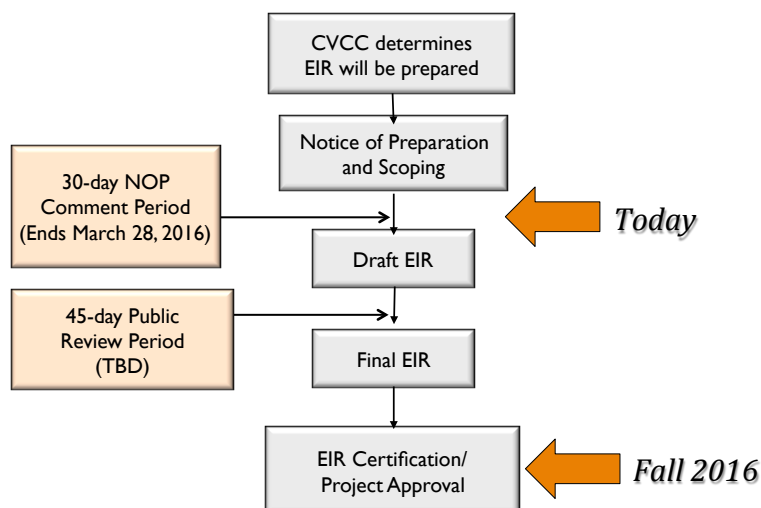 CVCC determines
EIR will be prepared
Notice of Preparation
and Scoping
30-day NOP
Comment Period
(Ends March 28, 2016)
Today
Draft EIR
45-day Public
Review Period
(TBD)
Final EIR
EIR Certification/
Project Approval
Fall 2016